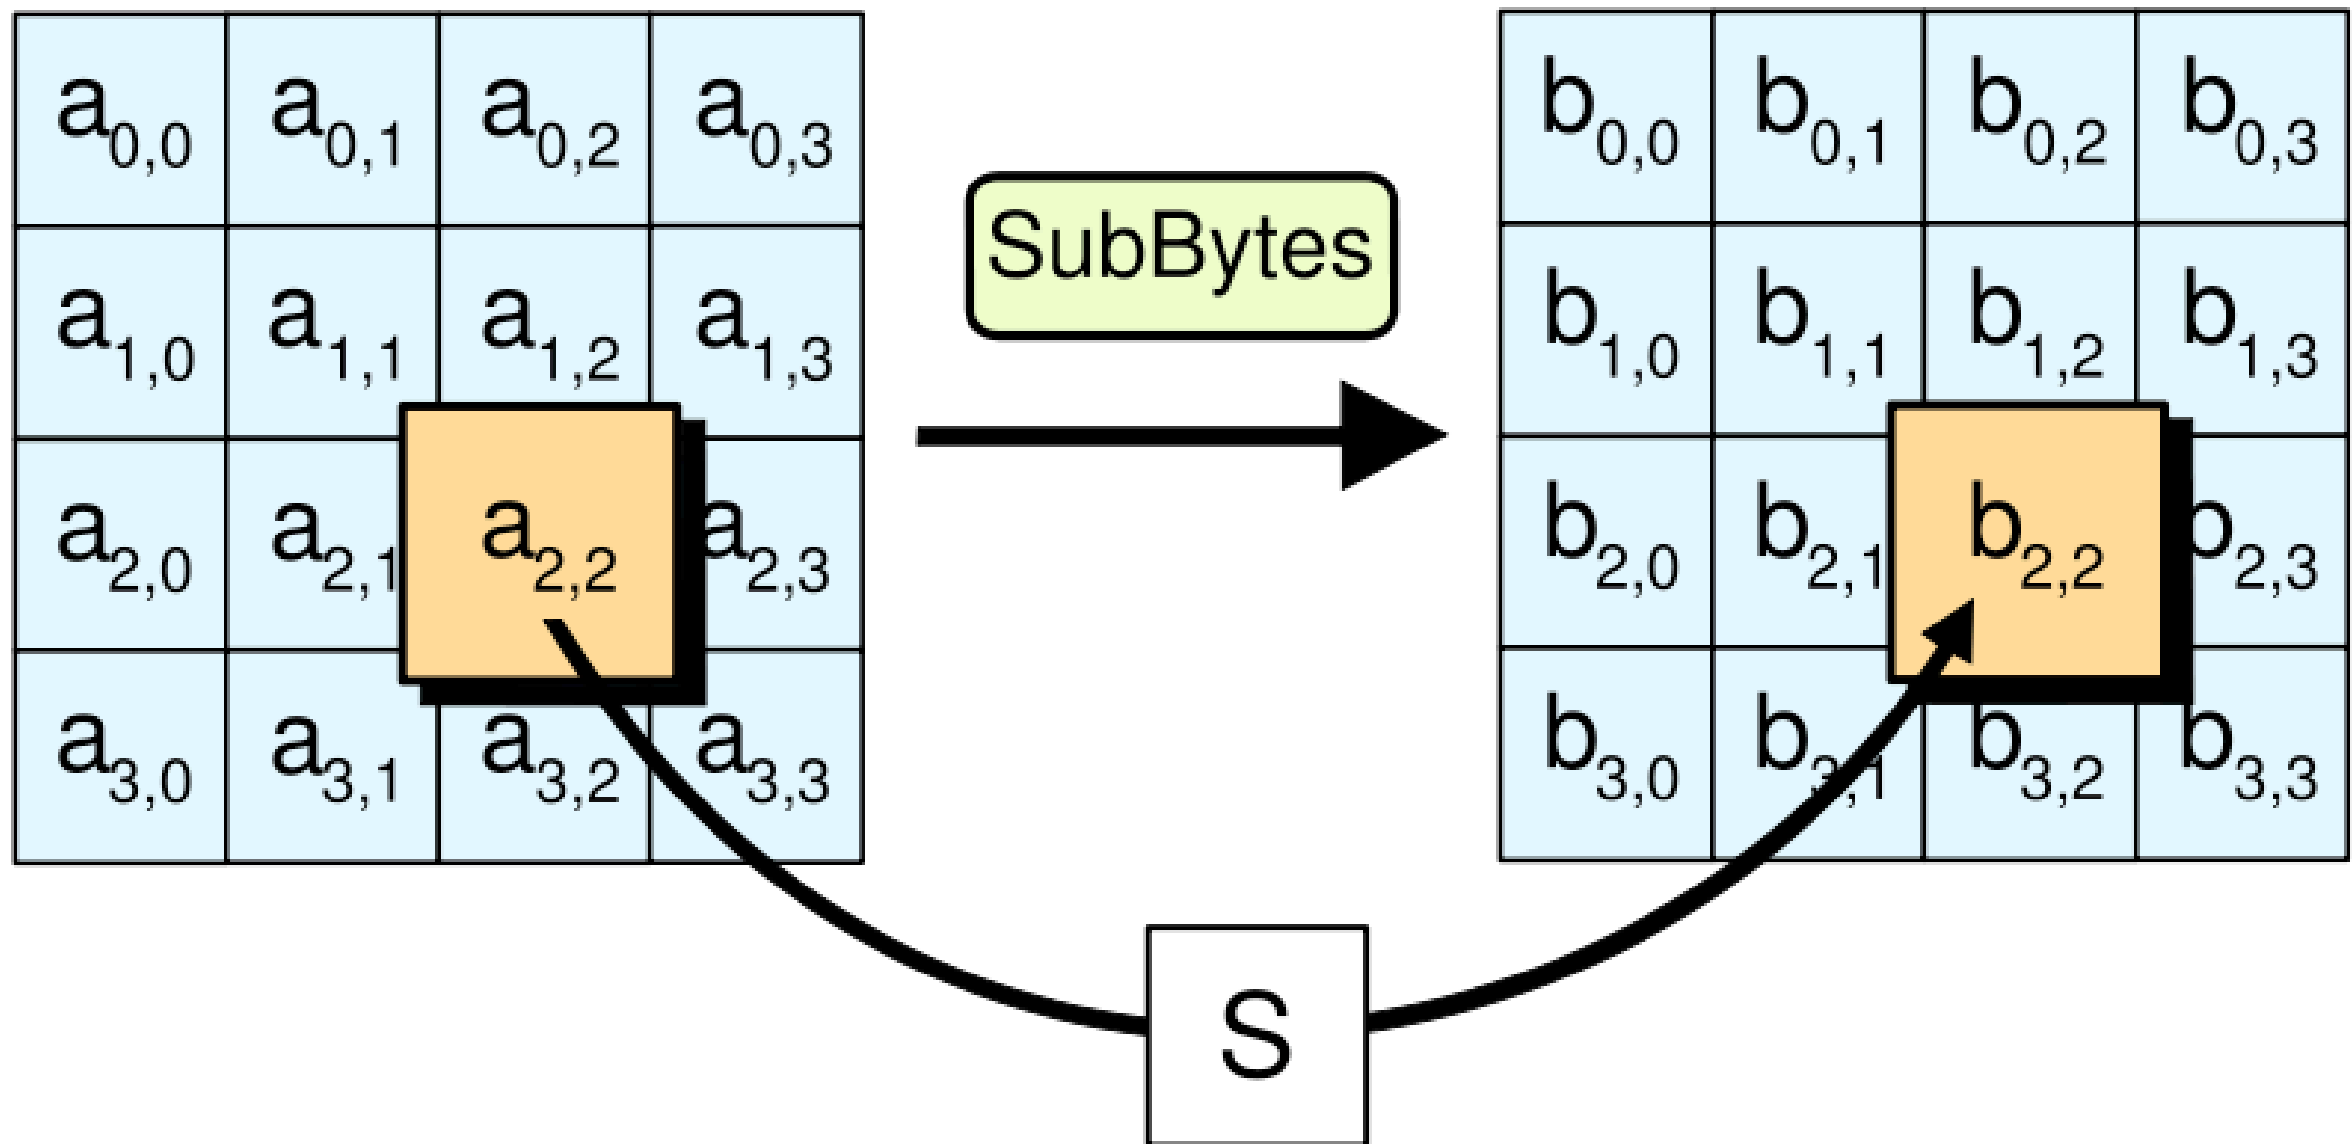 a0,0 a0,1 a0,2 a0,3
a1,0 a1,1 a1,2 a1,3
a2,0 a2,1 a2,2 a2,3
a3,0 a3,1 a3,2 a3,3
SubBytes
b0,0 b0,1 b0,2 b0,3
b1,0 b1,1 b1,2 b1,3
b2,0 b2,1 b2,2 b2,3
b3,0 b3,1 b3,2 b3,3
S